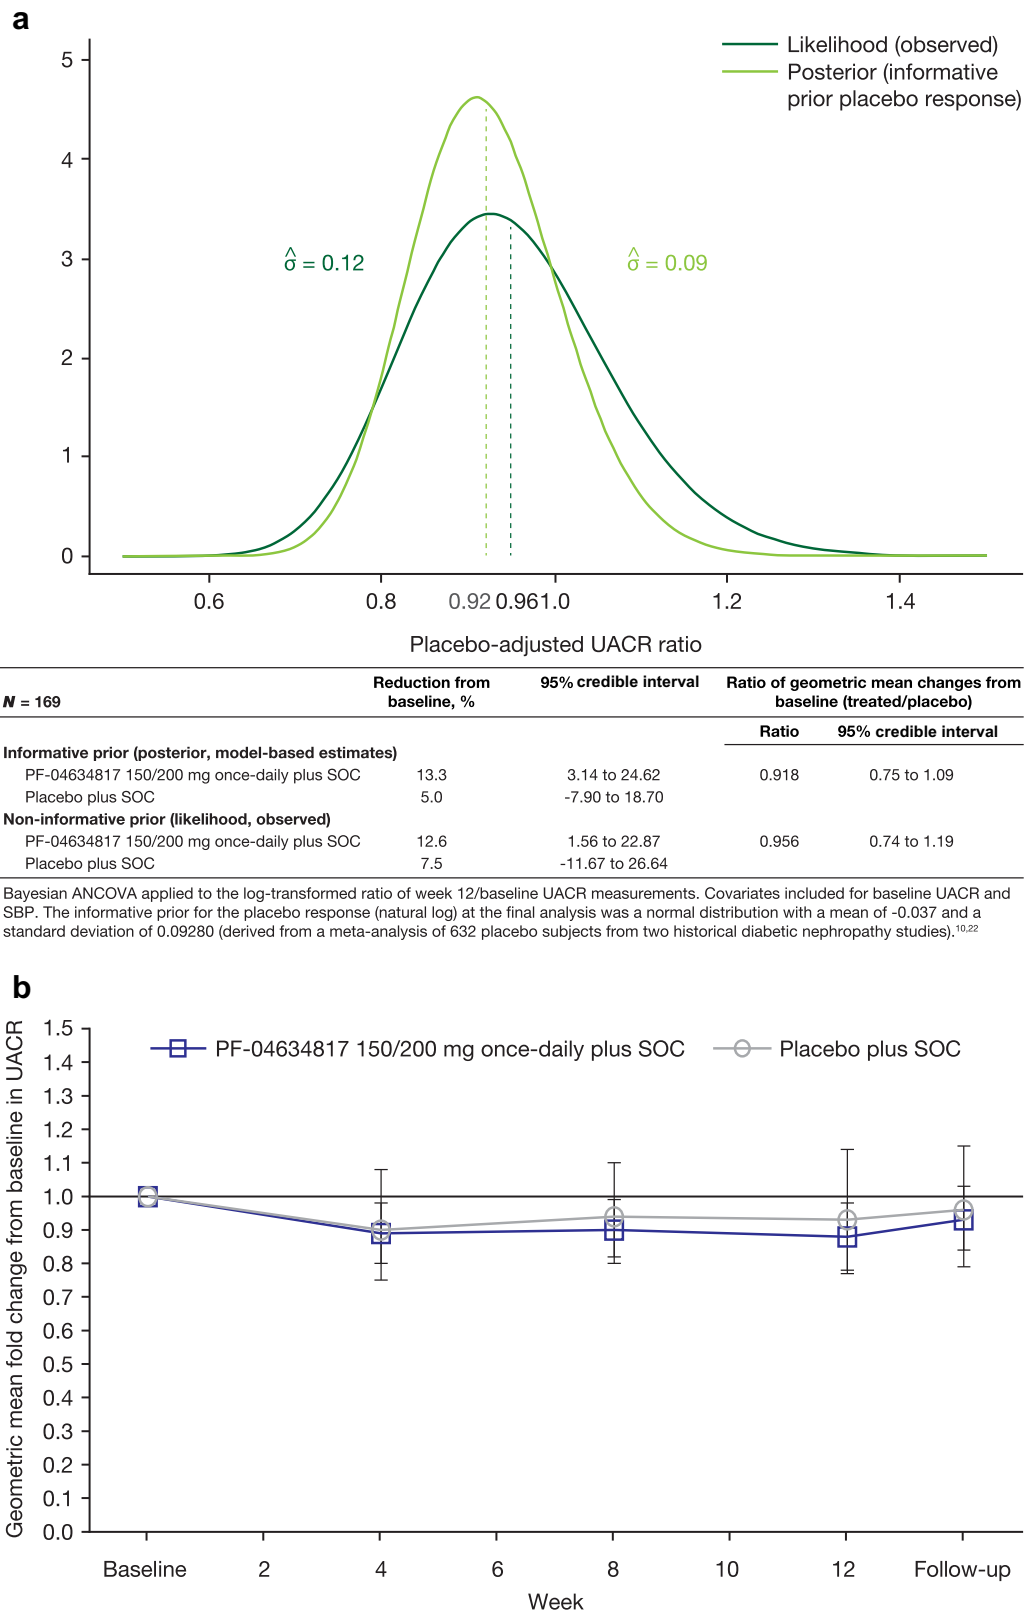 a
Likelihood (observed)
Posterior (informative
prior placebo response)
5
4
3
2
1
0
σ̂ = 0.12
σ̂ = 0.09
0.6
0.8
0.92
0.96
1.0
1.2
1.4
Placebo-adjusted UACR ratio
N = 169
Reduction from
baseline, %
95% credible interval
Ratio of geometric mean changes from
baseline (treated/placebo)
Ratio
95% credible interval
Informative prior (posterior, model-based estimates)
PF-04634817 150/200 mg once-daily plus SOC 13.3 3.14 to 24.62 0.918 0.75 to 1.09
Placebo plus SOC 5.0 -7.90 to 18.70
Non-informative prior (likelihood, observed)
PF-04634817 150/200 mg once-daily plus SOC 12.6 1.56 to 22.87 0.956 0.74 to 1.19
Placebo plus SOC 7.5 -11.67 to 26.64
Bayesian ANCOVA applied to the log-transformed ratio of week 12/baseline UACR measurements. Covariates included for baseline UACR and
SBP. The informative prior for the placebo response (natural log) at the final analysis was a normal distribution with a mean of -0.037 and a
standard deviation of 0.09280 (derived from a meta-analysis of 632 placebo subjects from two historical diabetic nephropathy studies).10,22
b
Geometric mean fold change from baseline in UACR
PF-04634817 150/200 mg once-daily plus SOC
Placebo plus SOC
1.5
1.4
1.3
1.2
1.1
1.0
0.9
0.8
0.7
0.6
0.5
0.4
0.3
0.2
0.1
0.0
Baseline
2
4
6
8
10
12
Follow-up
Week